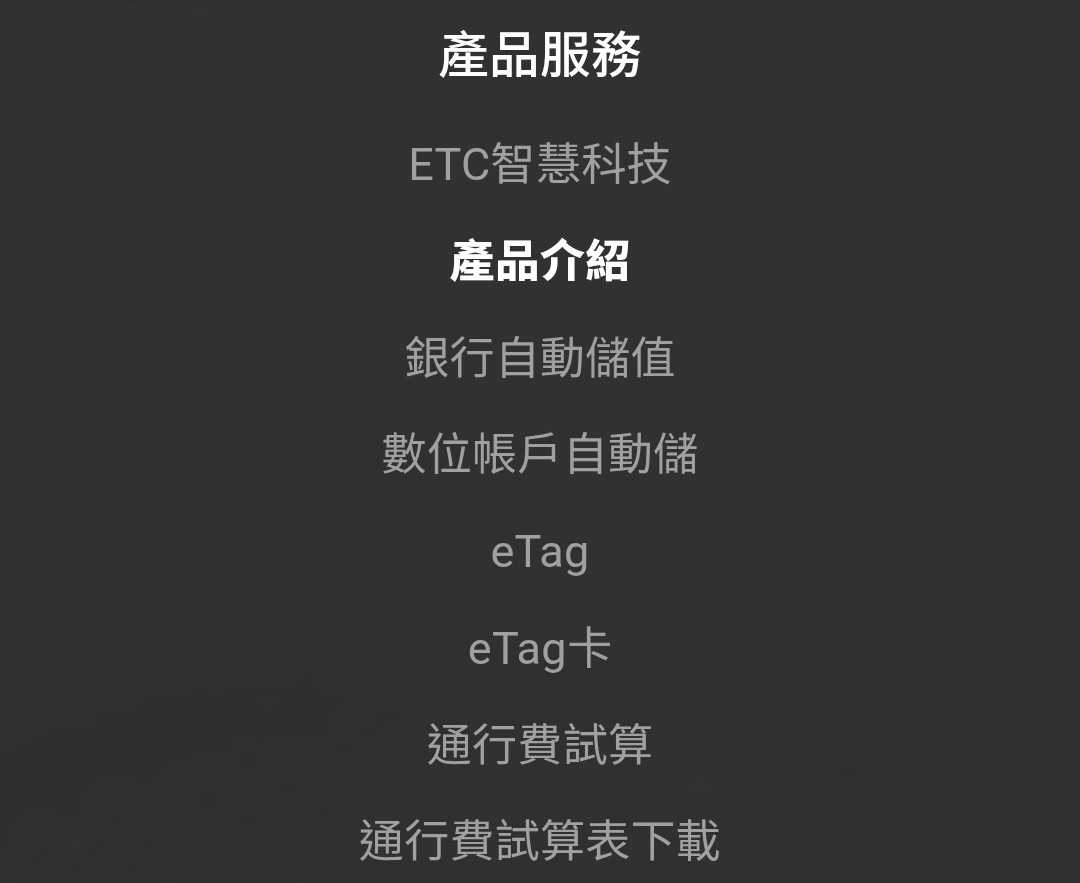 產品服務
ETC智慧科技
產品介紹
銀行自動儲值
數位帳戶自動儲
eTag
eTag卡
通行費試算
通行費試算表下載